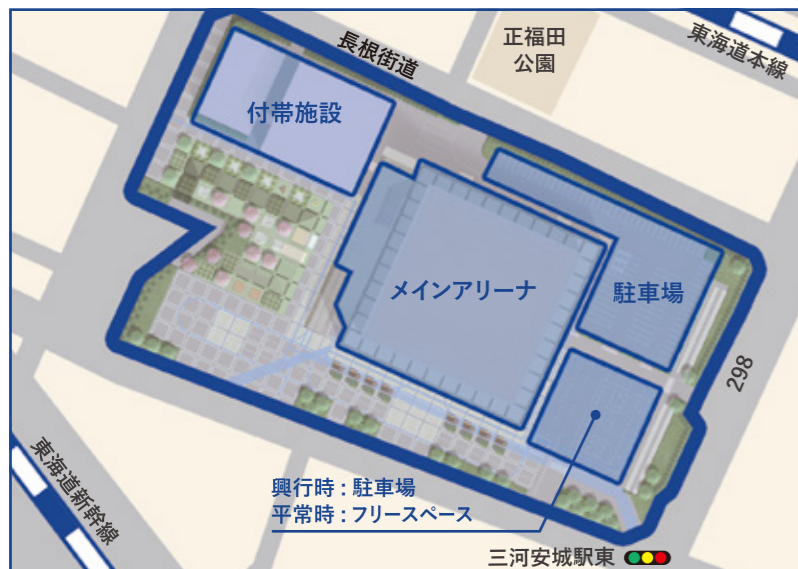 長根街道
正福田
公園
東海道本線
付帯施設
メインアリーナ
駐車場
298
東海道新幹線
興行時:駐車場
平常時:フリースペース
三河安城駅東